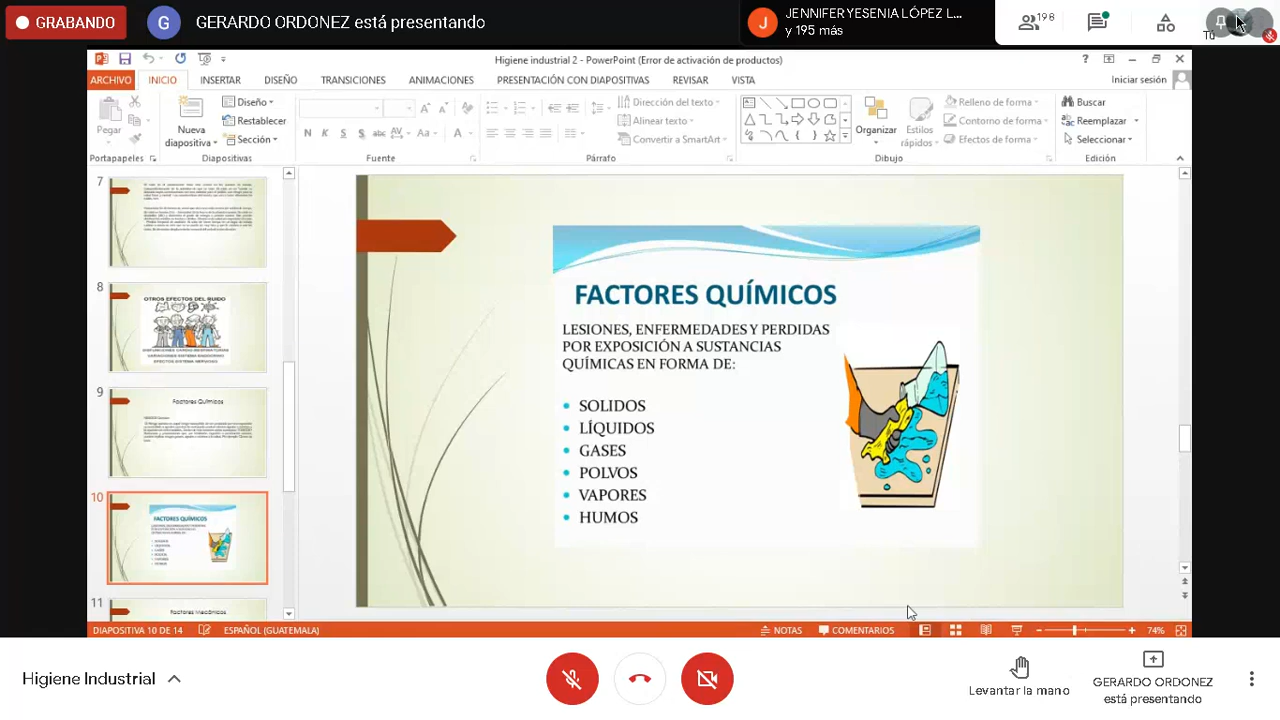 GRABANDO
G
GERARDO ORDONEZ está presentando
J
JENNIFER YESENIA LÓPEZ L...
y 195 más
198
Tú
Higiene industrial 2 - PowerPoint (Error de activación de productos)
ARCHIVO INICIO INSERTAR DISEÑO TRANSICIONES ANIMACIONES PRESENTACIÓN CON DIAPOSITIVAS REVISAR VISTA
Iniciar sesión
Pegar
Portapapeles
Nueva
diapositiva
Diseño
Restablecer
Sección
Diapositivas
N K S S abc AV Aa A
Fuente
Dirección del texto
Alinear texto
Convertir a SmartArt
Párrafo
Organizar
Estilos
rápidos
Relleno de forma
Contorno de forma
Efectos de forma
Dibujo
Buscar
Reemplazar
Seleccionar
Edición
7
8
OTROS EFECTOS DEL RUIDO
9
Factores Químicos
10
FACTORES QUÍMICOS
11
Factores Mecánicos
FACTORES QUÍMICOS
LESIONES, ENFERMEDADES Y PERDIDAS
POR EXPOSICIÓN A SUSTANCIAS
QUÍMICAS EN FORMA DE:
• SOLIDOS
• LÍQUIDOS
• GASES
• POLVOS
• VAPORES
• HUMOS
DIAPOSITIVA 10 DE 14
ESPAÑOL (GUATEMALA)
NOTAS
COMENTARIOS
74%
Higiene Industrial
Levantar la mano
GERARDO ORDONEZ
está presentando